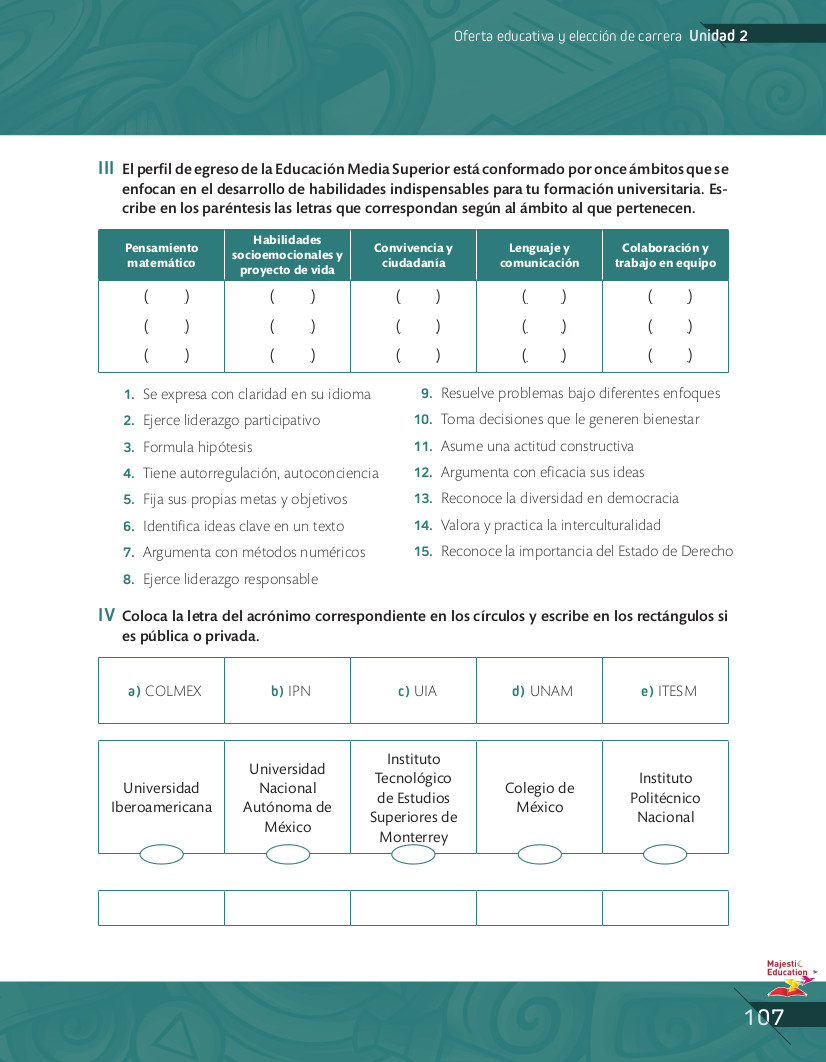 Oferta educativa y elección de carrera Unidad 2
III El perfil de egreso de la Educación Media Superior está conformado por once ámbitos que se
enfocan en el desarrollo de habilidades indispensables para tu formación universitaria. Es-
cribe en los paréntesis las letras que correspondan según al ámbito al que pertenecen.
Pensamiento
matemático
Habilidades
socioemocionales y
proyecto de vida
Convivencia y
ciudadanía
Lenguaje y
comunicación
Colaboración y
trabajo en equipo
( ) ( ) ( ) ( ) ( )
( ) ( ) ( ) ( ) ( )
( ) ( ) ( ) ( ) ( )
1. Se expresa con claridad en su idioma
2. Ejerce liderazgo participativo
3. Formula hipótesis
4. Tiene autorregulación, autoconciencia
5. Fija sus propias metas y objetivos
6. Identifica ideas clave en un texto
7. Argumenta con métodos numéricos
8. Ejerce liderazgo responsable
9. Resuelve problemas bajo diferentes enfoques
10. Toma decisiones que le generen bienestar
11. Asume una actitud constructiva
12. Argumenta con eficacia sus ideas
13. Reconoce la diversidad en democracia
14. Valora y practica la interculturalidad
15. Reconoce la importancia del Estado de Derecho
IV Coloca la letra del acrónimo correspondiente en los círculos y escribe en los rectángulos si
es pública o privada.
a) COLMEX
b) IPN
c) UIA
d) UNAM
e) ITESM
Universidad
Iberoamericana
Universidad
Nacional
Autónoma de
México
Instituto
Tecnológico
de Estudios
Superiores de
Monterrey
Colegio de
México
Instituto
Politécnico
Nacional
Majestic
Education
107